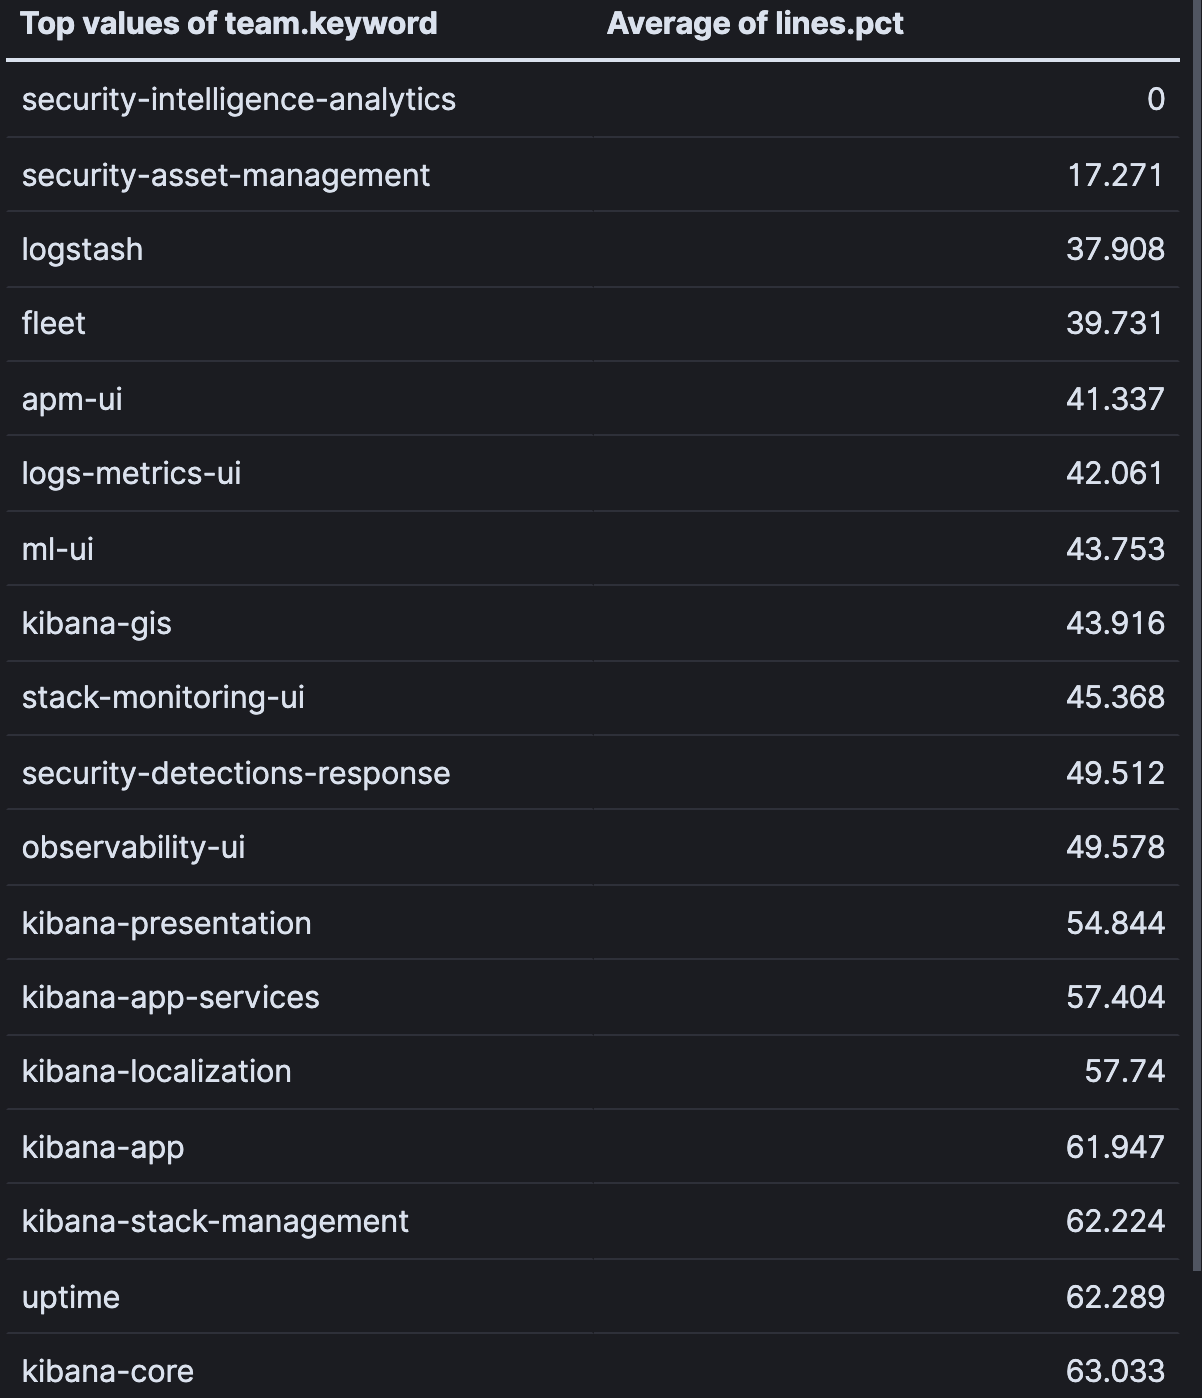 Top values of team.keyword Average of lines.pct
security-intelligence-analytics 0
security-asset-management 17.271
logstash 37.908
fleet 39.731
apm-ui 41.337
logs-metrics-ui 42.061
ml-ui 43.753
kibana-gis 43.916
stack-monitoring-ui 45.368
security-detections-response 49.512
observability-ui 49.578
kibana-presentation 54.844
kibana-app-services 57.404
kibana-localization 57.74
kibana-app 61.947
kibana-stack-management 62.224
uptime 62.289
kibana-core 63.033